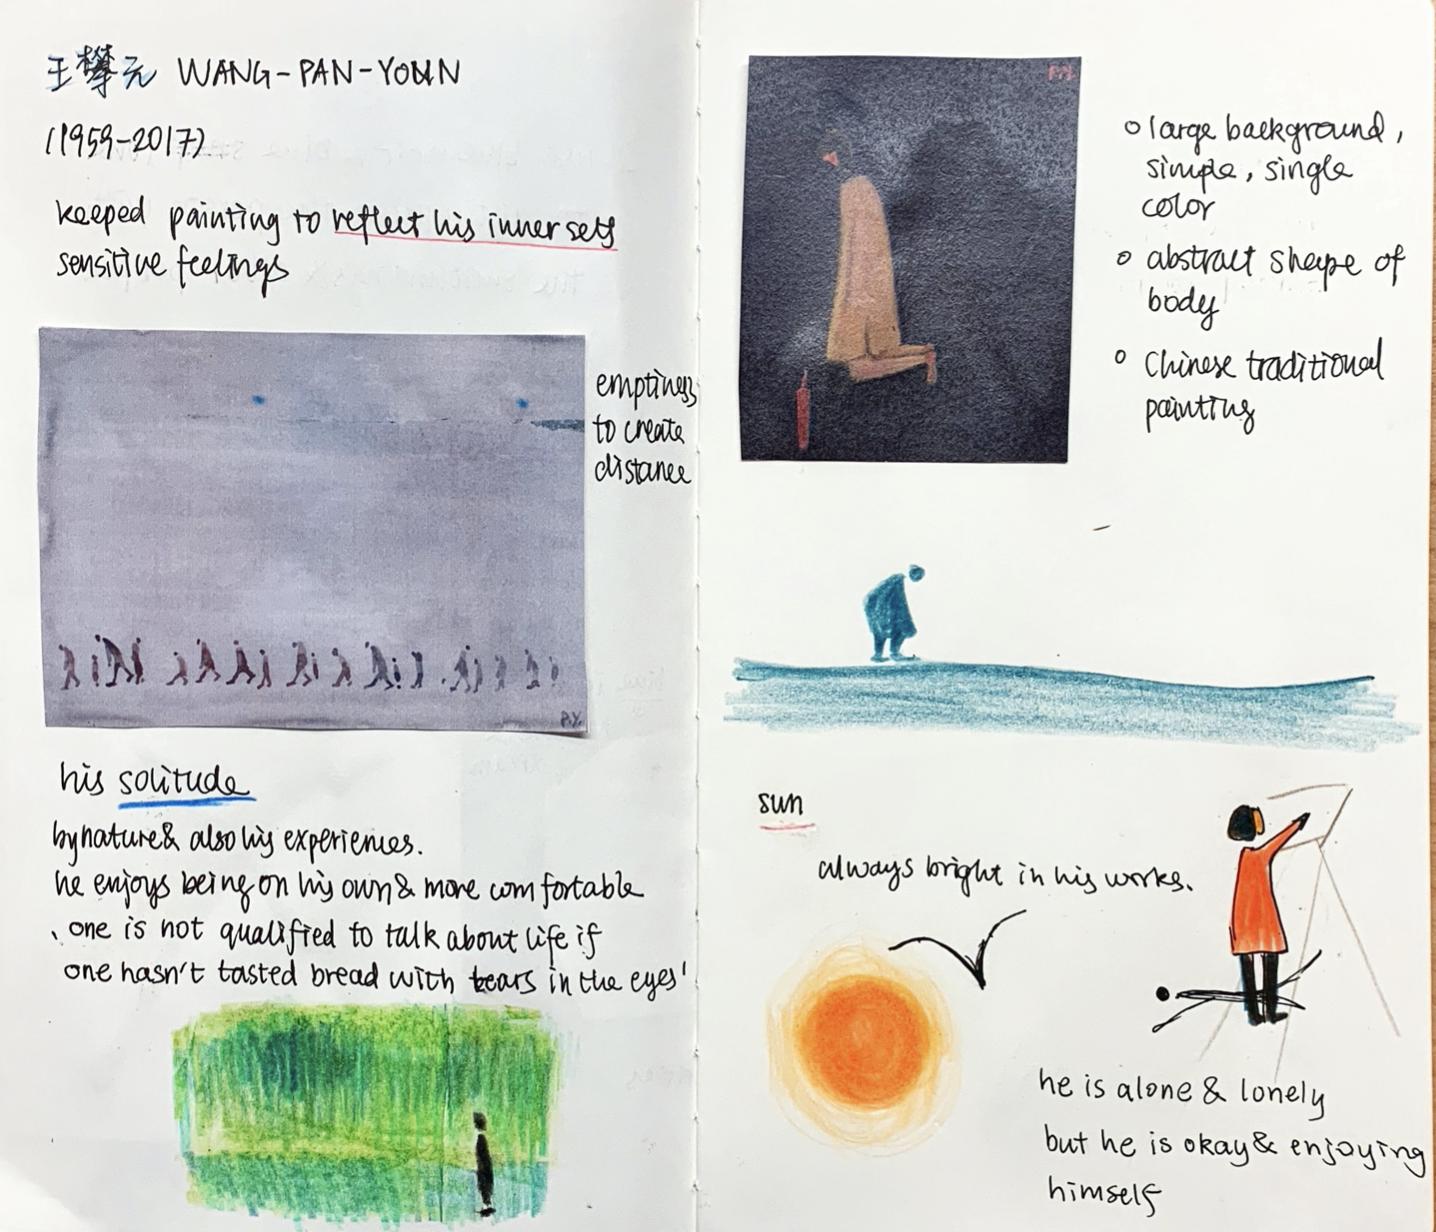 王攀元 WANG-PAN-YOUN
(1959-2017)
keeped painting to reflect his inner sets
sensitive feelings
emptiness
to create
distance
P.Y.
his solitude
by nature & also his experiences.
he enjoys being on his own & more comfortable
、one is not qualified to talk about life if
one hasn't tasted bread with tears in the eyes'
P.Y.
o large background,
simple, single
color
o abstract shape of
body
o Chinese traditional
painting
sun
always bright in his works.
he is alone & lonely
but he is okay & enjoying
himself